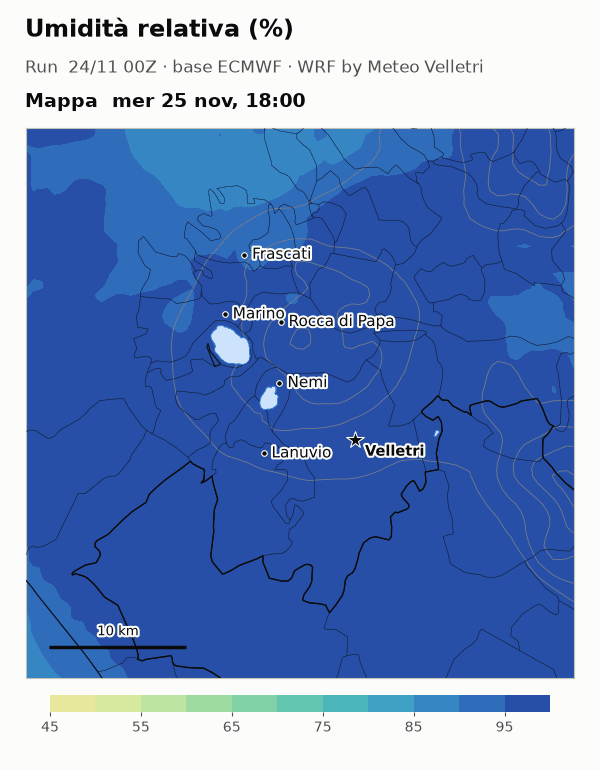 Umidità relativa (%)
Run  24/11 00Z · base ECMWF · WRF by Meteo Velletri
Mappa  mer 25 nov, 18:00
Frascati
Marino
Rocca di Papa
Nemi
Velletri
Lanuvio
10 km
45 55 65 75 85 95